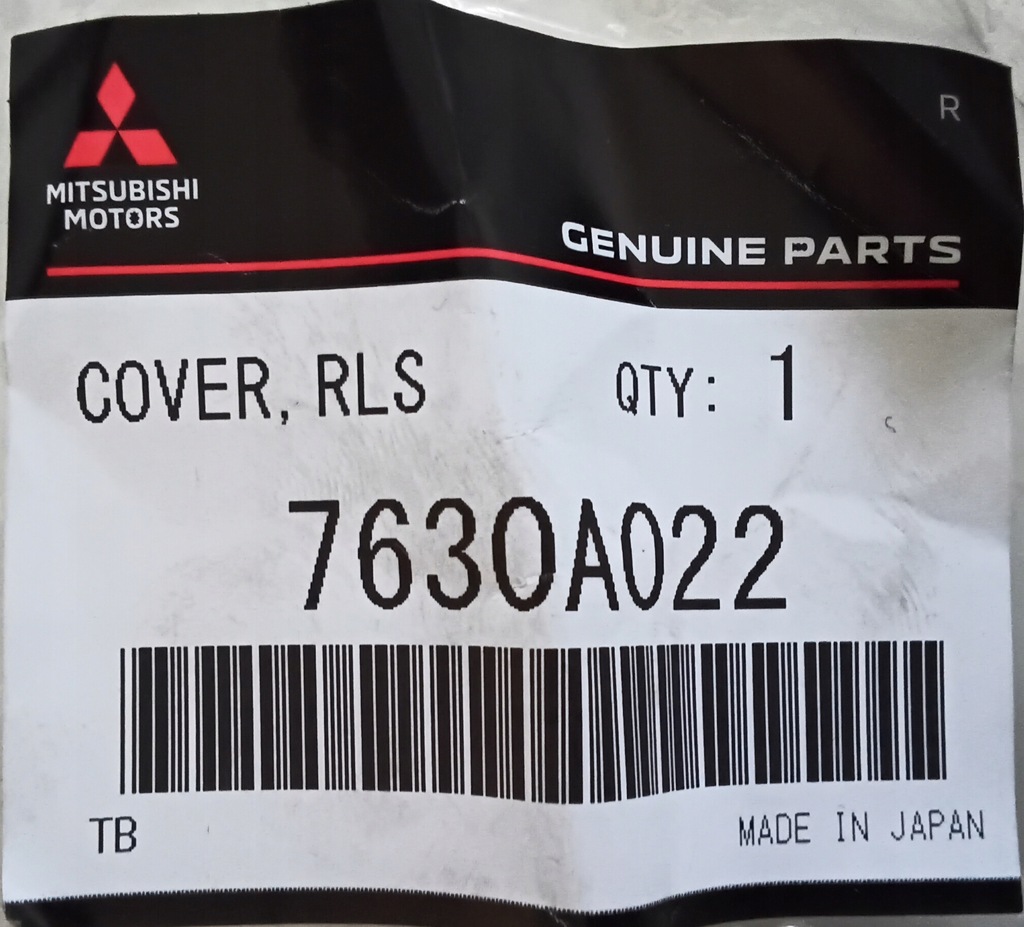 R
MITSUBISHI
MOTORS
GENUINE PARTS
COVER, RLS QTY: 1
7630A022
TB MADE IN JAPAN